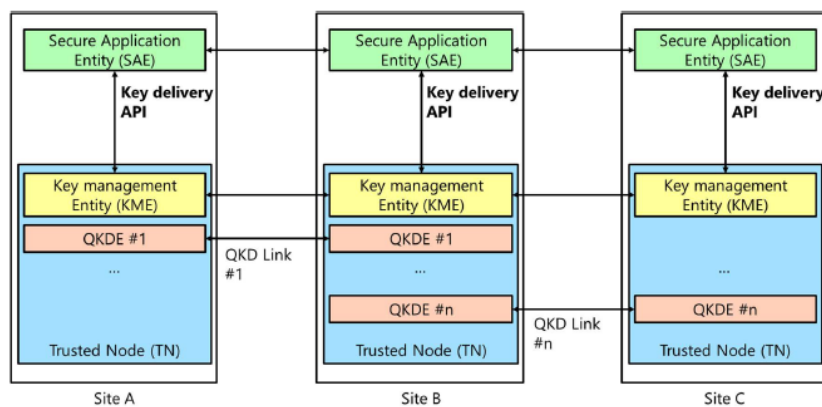 Secure Application
Entity (SAE)
Secure Application
Entity (SAE)
Secure Application
Entity (SAE)
Key delivery
API
Key delivery
API
Key delivery
API
Key management
Entity (KME)
Key management
Entity (KME)
Key management
Entity (KME)
QKDE #1
QKD Link
#1
QKDE #1
...
...
...
QKDE #n
QKD Link
#n
QKDE #n
Trusted Node (TN)
Trusted Node (TN)
Trusted Node (TN)
Site A
Site B
Site C